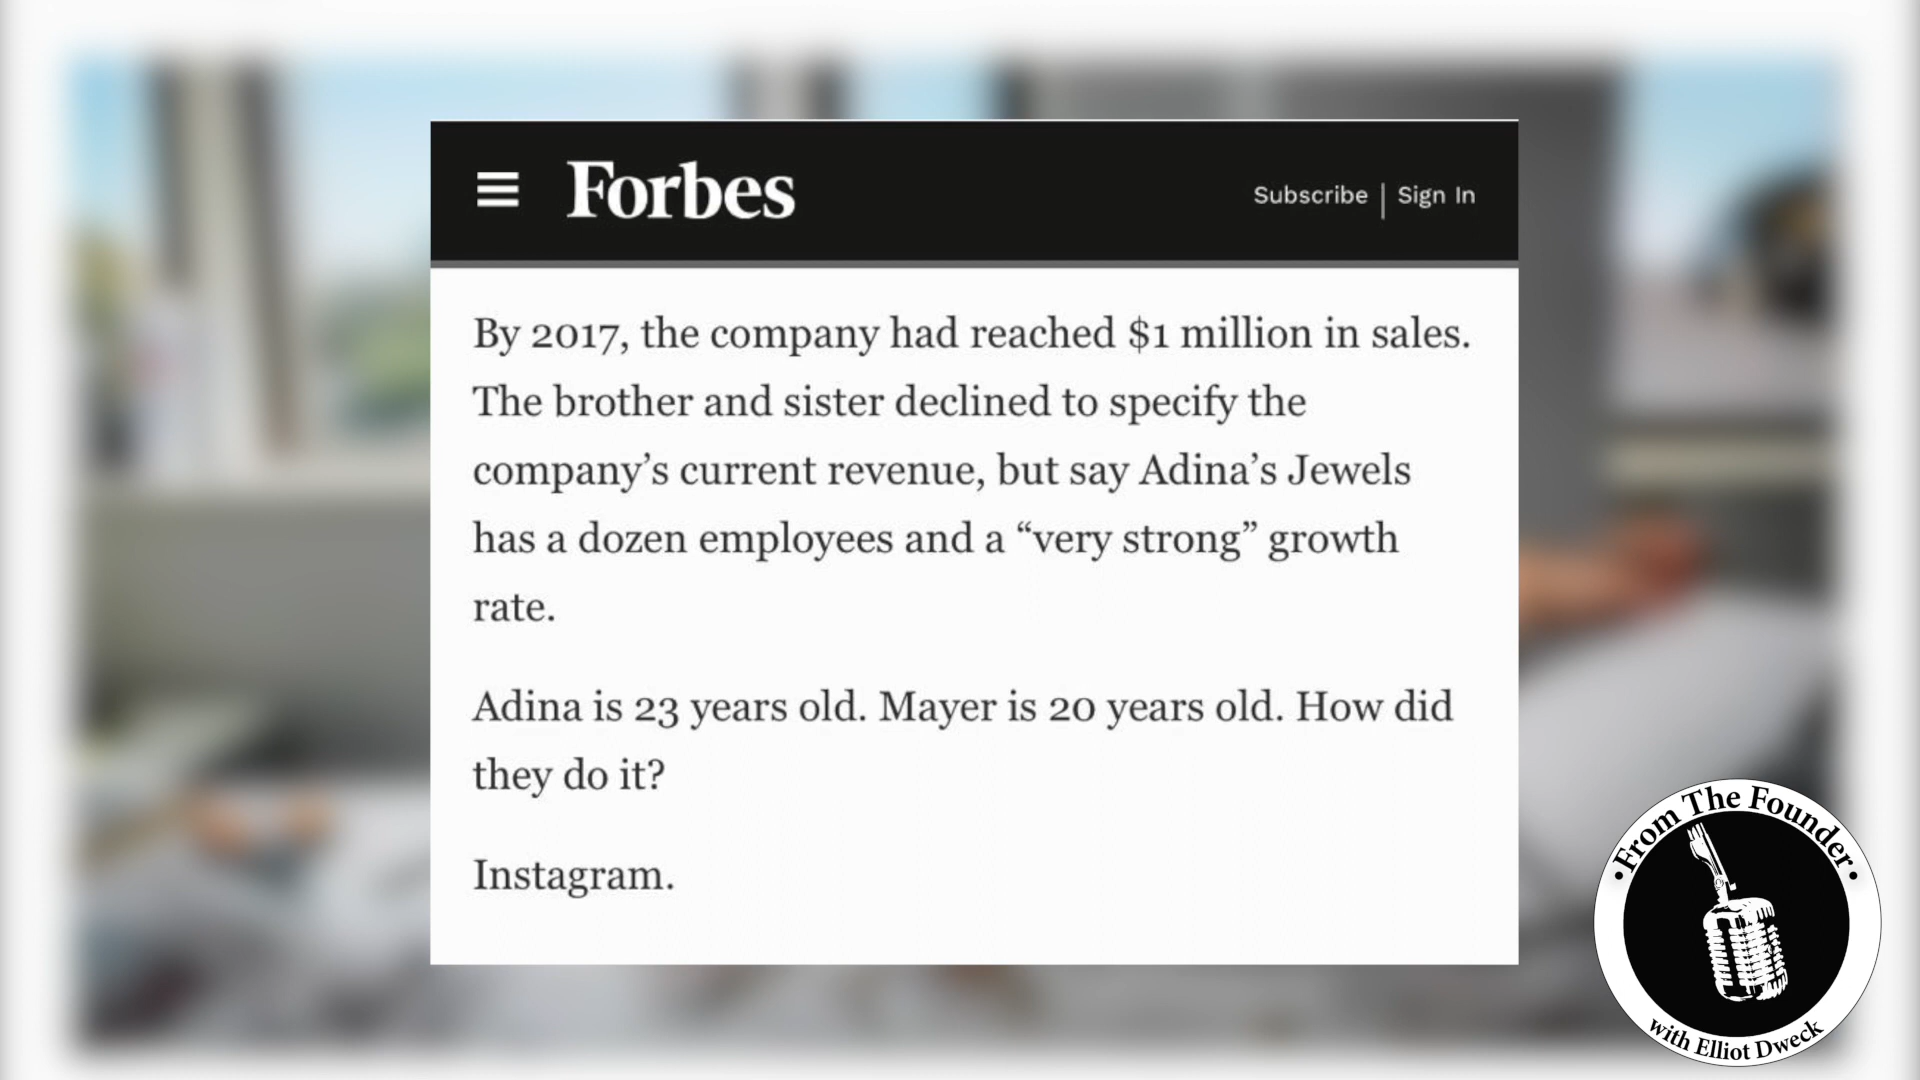 Forbes
Subscribe | Sign In
By 2017, the company had reached $1 million in sales.
The brother and sister declined to specify the
company’s current revenue, but say Adina’s Jewels
has a dozen employees and a “very strong” growth
rate.
Adina is 23 years old. Mayer is 20 years old. How did
they do it?
Instagram.
• From The Founder •
with Elliot Dweck